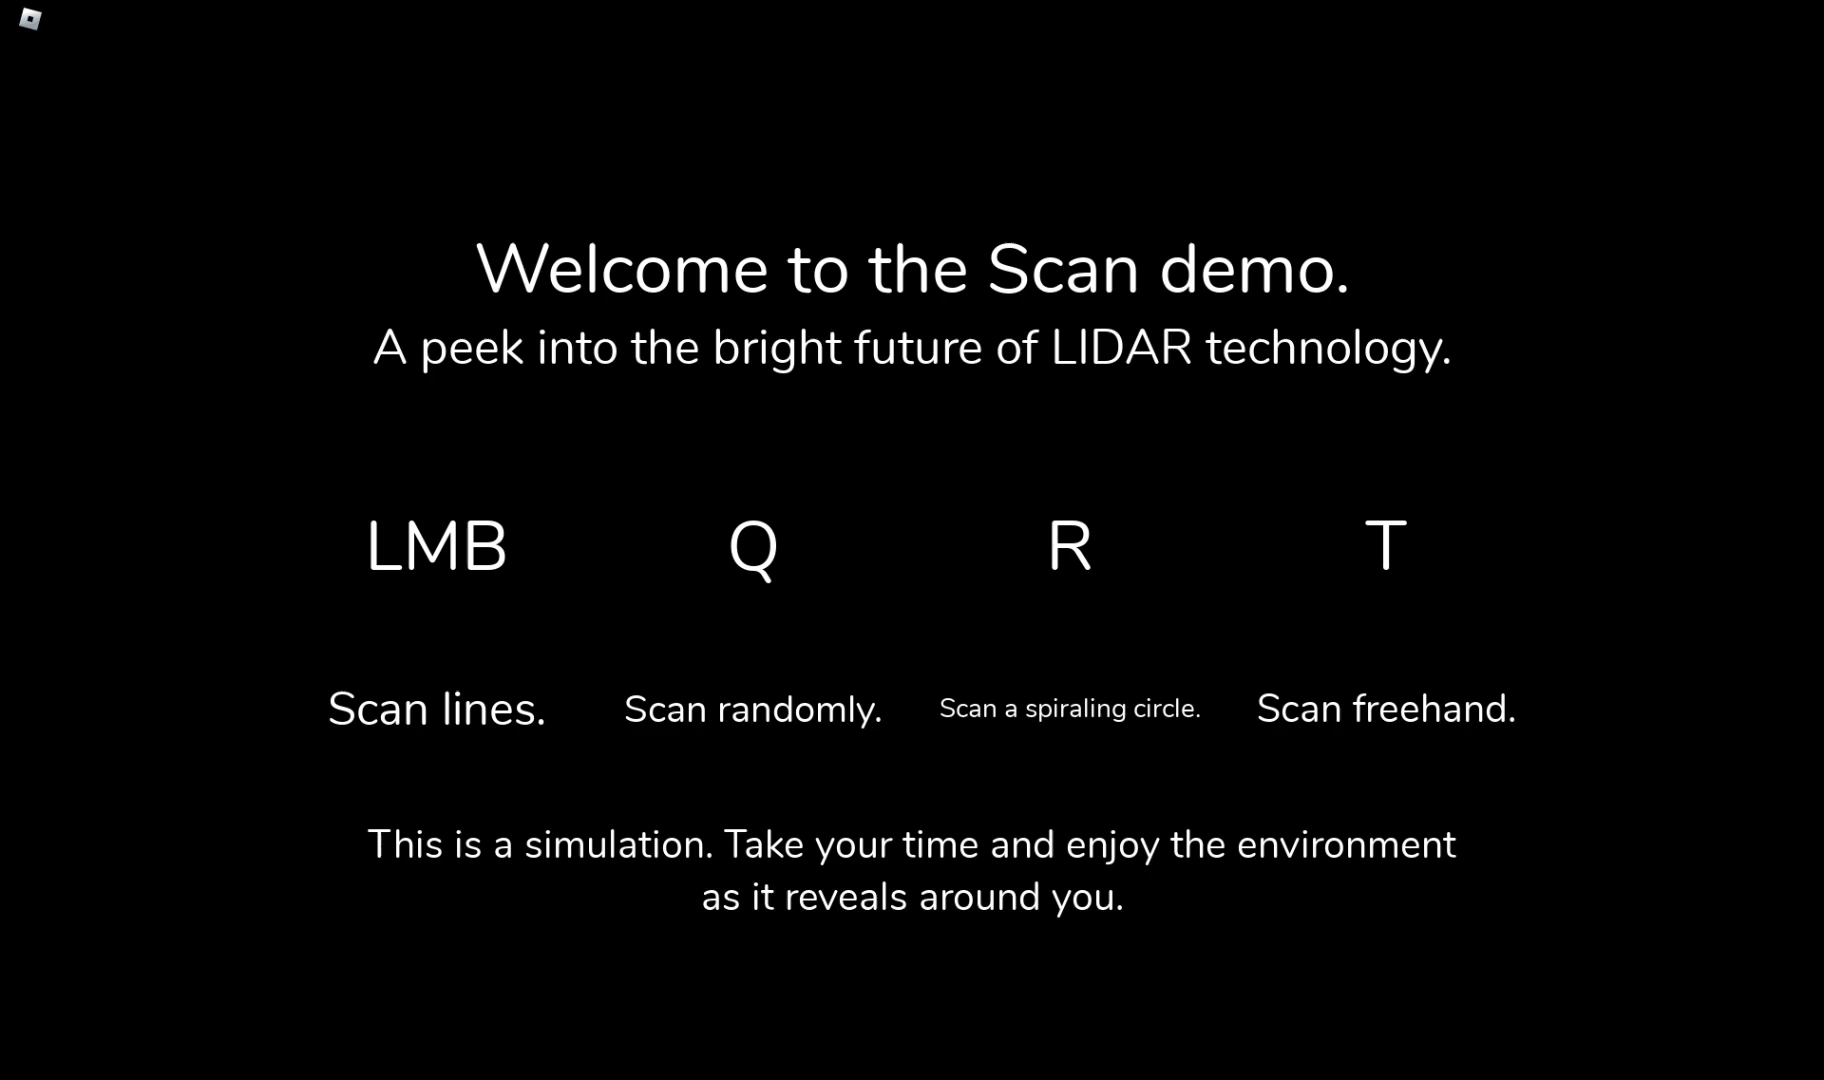 Welcome to the Scan demo.
A peek into the bright future of LIDAR technology.
LMB Q R T
Scan lines. Scan randomly. Scan a spiraling circle. Scan freehand.
This is a simulation. Take your time and enjoy the environment
as it reveals around you.